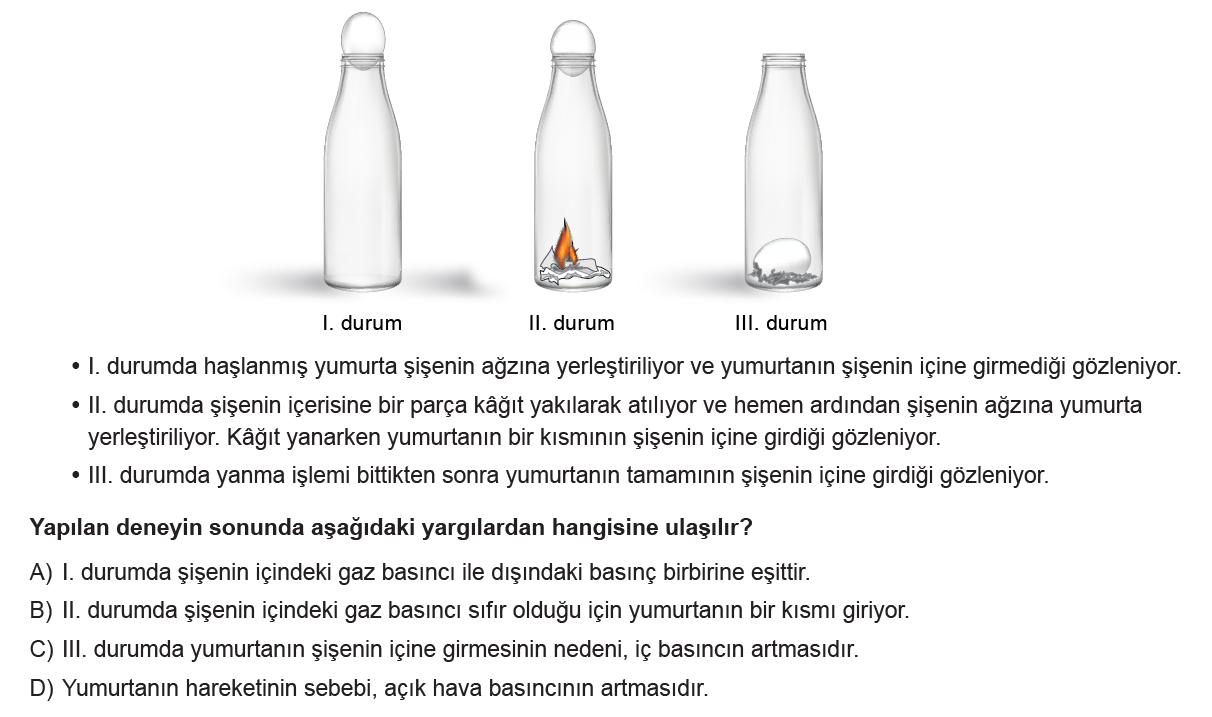 I. durum II. durum III. durum
• I. durumda haşlanmış yumurta şişenin ağzına yerleştiriliyor ve yumurtanın şişenin içine girmediği gözleniyor.
• II. durumda şişenin içerisine bir parça kâğıt yakılarak atılıyor ve hemen ardından şişenin ağzına yumurta
yerleştiriliyor. Kâğıt yanarken yumurtanın bir kısmının şişenin içine girdiği gözleniyor.
• III. durumda yanma işlemi bittikten sonra yumurtanın tamamının şişenin içine girdiği gözleniyor.
Yapılan deneyin sonunda aşağıdaki yargılardan hangisine ulaşılır?
A) I. durumda şişenin içindeki gaz basıncı ile dışındaki basınç birbirine eşittir.
B) II. durumda şişenin içindeki gaz basıncı sıfır olduğu için yumurtanın bir kısmı giriyor.
C) III. durumda yumurtanın şişenin içine girmesinin nedeni, iç basıncın artmasıdır.
D) Yumurtanın hareketinin sebebi, açık hava basıncının artmasıdır.